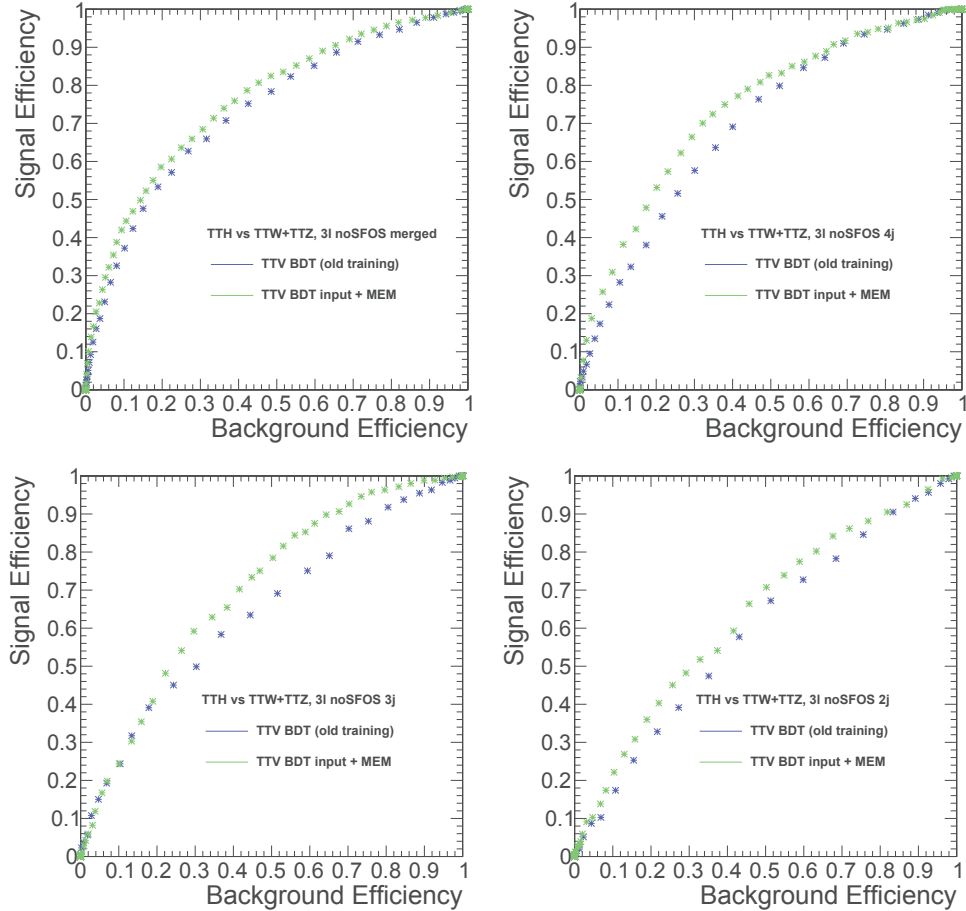 Signal Efficiency
1
0.9
0.8
0.7
0.6
0.5
0.4
0.3
0.2
0.1
0
TTH vs TTW+TTZ, 3l noSFOS merged
TTV BDT (old training)
TTV BDT input + MEM
0 0.1 0.2 0.3 0.4 0.5 0.6 0.7 0.8 0.9 1
Background Efficiency
Signal Efficiency
1
0.9
0.8
0.7
0.6
0.5
0.4
0.3
0.2
0.1
0
TTH vs TTW+TTZ, 3l noSFOS 4j
TTV BDT (old training)
TTV BDT input + MEM
0 0.1 0.2 0.3 0.4 0.5 0.6 0.7 0.8 0.9 1
Background Efficiency
Signal Efficiency
1
0.9
0.8
0.7
0.6
0.5
0.4
0.3
0.2
0.1
0
TTH vs TTW+TTZ, 3l noSFOS 3j
TTV BDT (old training)
TTV BDT input + MEM
0 0.1 0.2 0.3 0.4 0.5 0.6 0.7 0.8 0.9 1
Background Efficiency
Signal Efficiency
1
0.9
0.8
0.7
0.6
0.5
0.4
0.3
0.2
0.1
0
TTH vs TTW+TTZ, 3l noSFOS 2j
TTV BDT (old training)
TTV BDT input + MEM
0 0.1 0.2 0.3 0.4 0.5 0.6 0.7 0.8 0.9 1
Background Efficiency